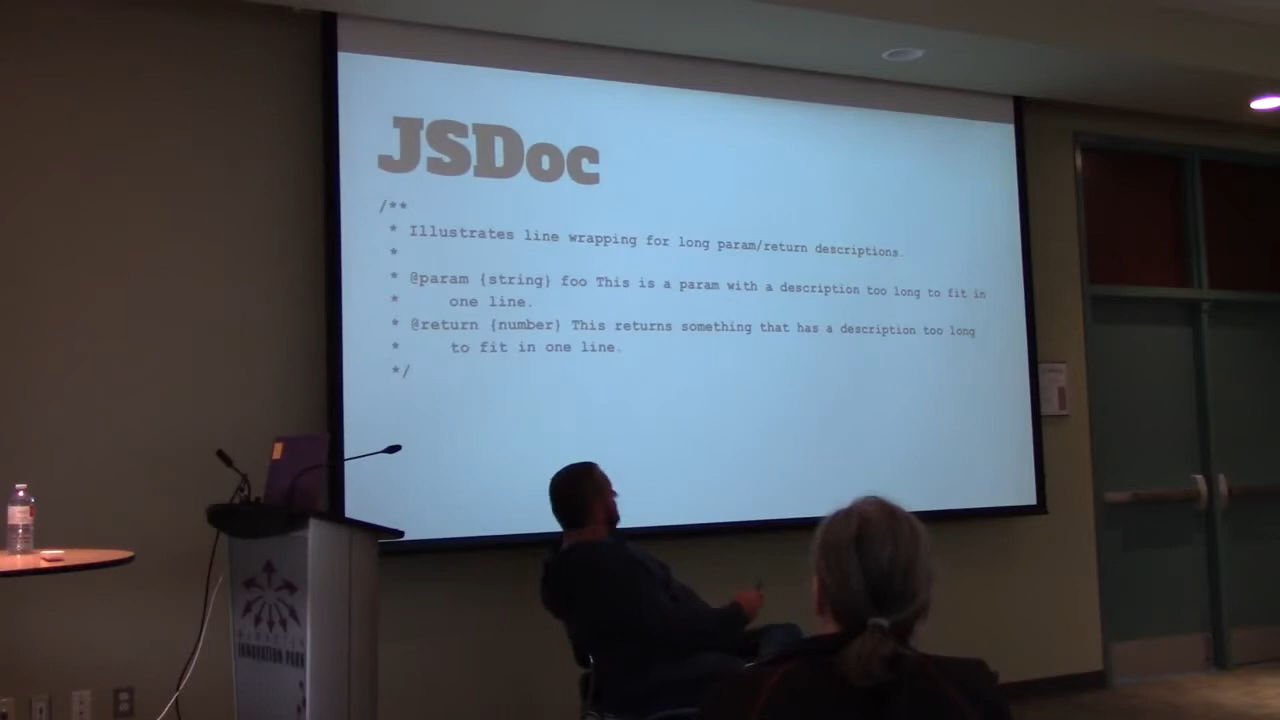 JSDoc
/**
* Illustrates line wrapping for long param/return descriptions.
*
* @param {string} foo This is a param with a description too long to fit in
* one line.
* @return {number} This returns something that has a description too long
* to fit in one line.
*/
INNOVATION PARK